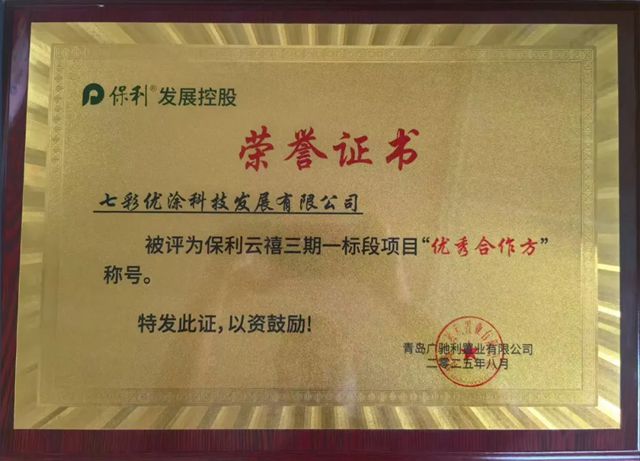 保利® 发展控股
荣誉证书
七彩优涂科技发展有限公司
被评为保利云禧三期一标段项目“优秀合作方”
称号。
特发此证，以资鼓励！
青岛广驰利置业有限公司
二零二五年八月